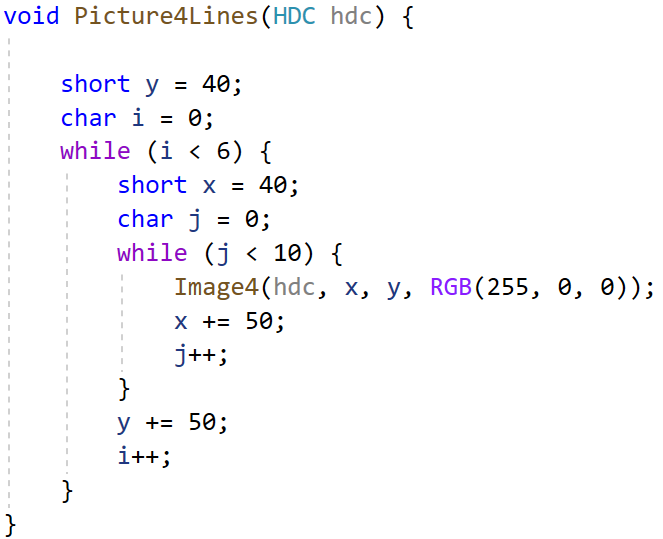 void Picture4Lines(HDC hdc) {
short y = 40;
char i = 0;
while (i < 6) {
short x = 40;
char j = 0;
while (j < 10) {
Image4(hdc, x, y, RGB(255, 0, 0));
x += 50;
j++;
}
y += 50;
i++;
}
}